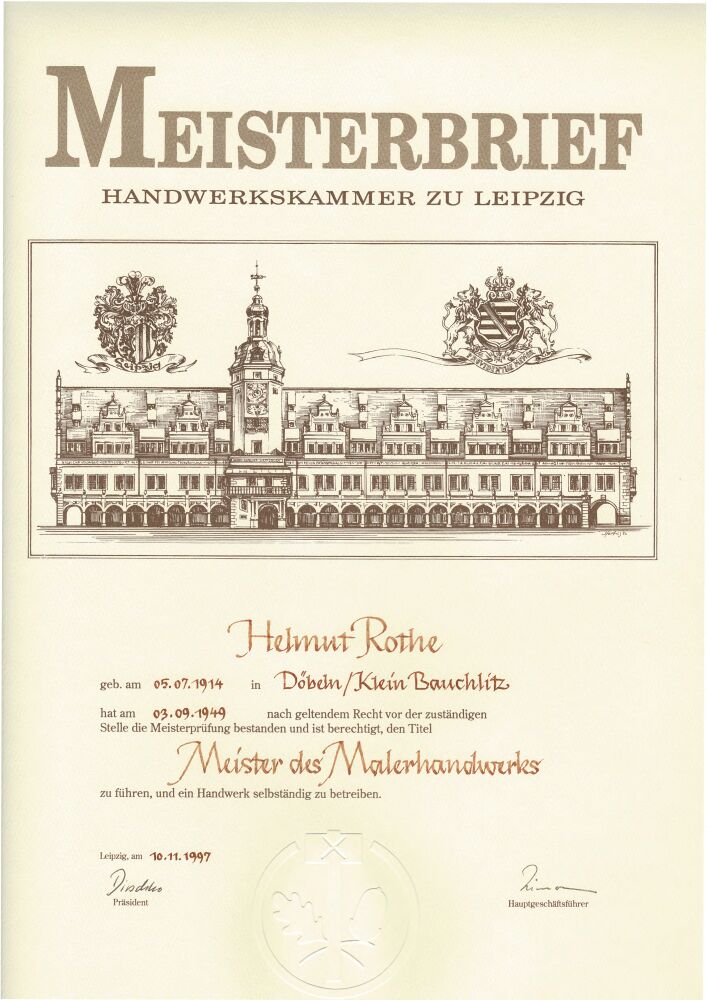 MEISTERBRIEF
HANDWERKSKAMMER ZU LEIPZIG
Leipzig
Helmut Rothe
geb. am 05.07.1914 in Döbeln/Klein Bauchlitz
hat am 03.09.1949 nach geltendem Recht vor der zuständigen
Stelle die Meisterprüfung bestanden und ist berechtigt, den Titel
Meister des Malerhandwerks
zu führen, und ein Handwerk selbständig zu betreiben.
Leipzig, am 10.11.1997
Präsident
Hauptgeschäftsführer